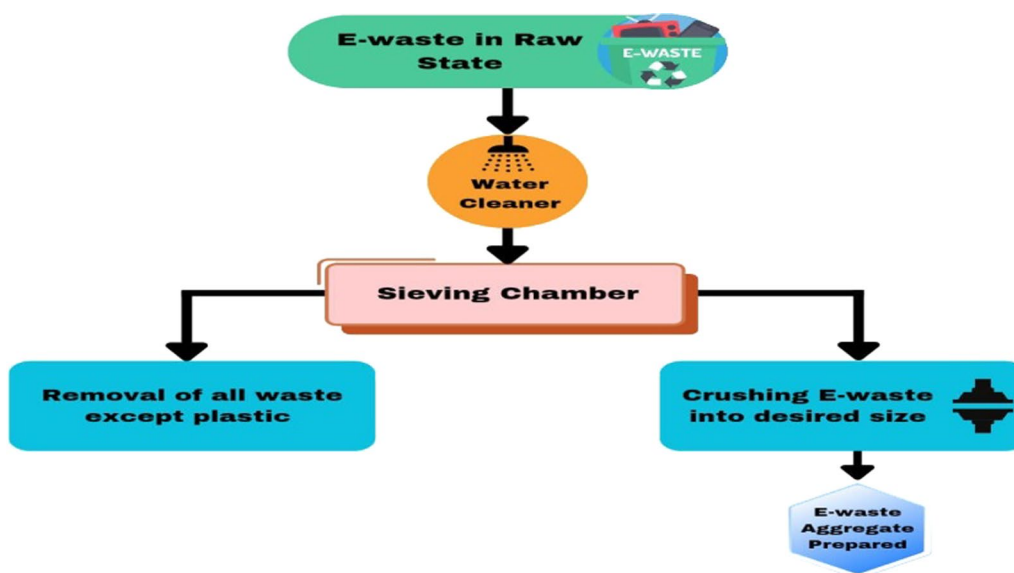 E-waste in Raw
State
E-WASTE
Water
Cleaner
Sieving Chamber
Removal of all waste
except plastic
Crushing E-waste
into desired size
E-waste
Aggregate
Prepared